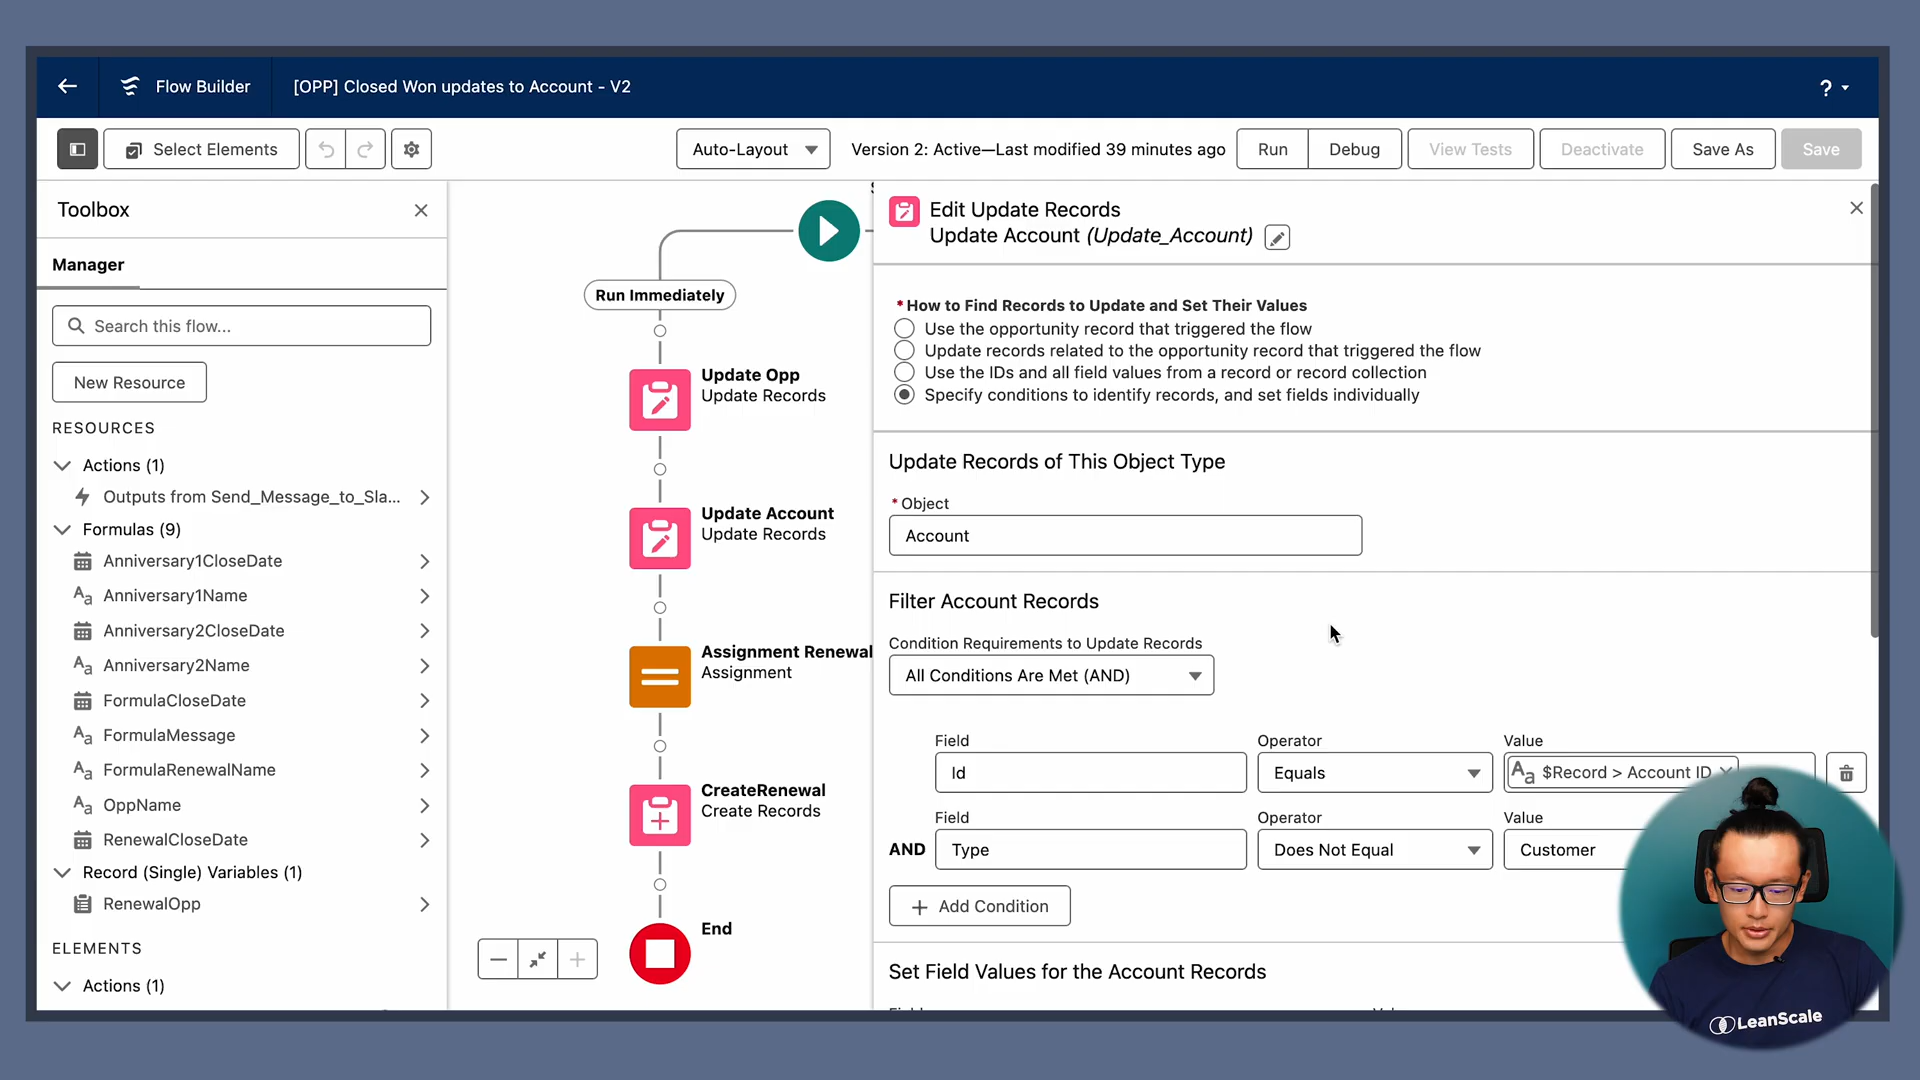 Flow Builder
[OPP] Closed Won updates to Account - V2
?
Select Elements
Auto-Layout
Version 2: Active—Last modified 39 minutes ago
Run
Debug
View Tests
Deactivate
Save As
Save
Toolbox
Manager
Search this flow...
New Resource
RESOURCES
Actions (1)
Outputs from Send_Message_to_Sla...
Formulas (9)
Anniversary1CloseDate
Anniversary1Name
Anniversary2CloseDate
Anniversary2Name
FormulaCloseDate
FormulaMessage
FormulaRenewalName
OppName
RenewalCloseDate
Record (Single) Variables (1)
RenewalOpp
ELEMENTS
Actions (1)
Run Immediately
Update Opp
Update Records
Update Account
Update Records
Assignment Renewal
Assignment
CreateRenewal
Create Records
End
Edit Update Records
Update Account (Update_Account)
* How to Find Records to Update and Set Their Values
Use the opportunity record that triggered the flow
Update records related to the opportunity record that triggered the flow
Use the IDs and all field values from a record or record collection
Specify conditions to identify records, and set fields individually
Update Records of This Object Type
* Object
Account
Filter Account Records
Condition Requirements to Update Records
All Conditions Are Met (AND)
Field Operator Value
Id Equals Aa $Record > Account ID
Field Operator Value
AND Type Does Not Equal Customer
+ Add Condition
Set Field Values for the Account Records
LeanScale